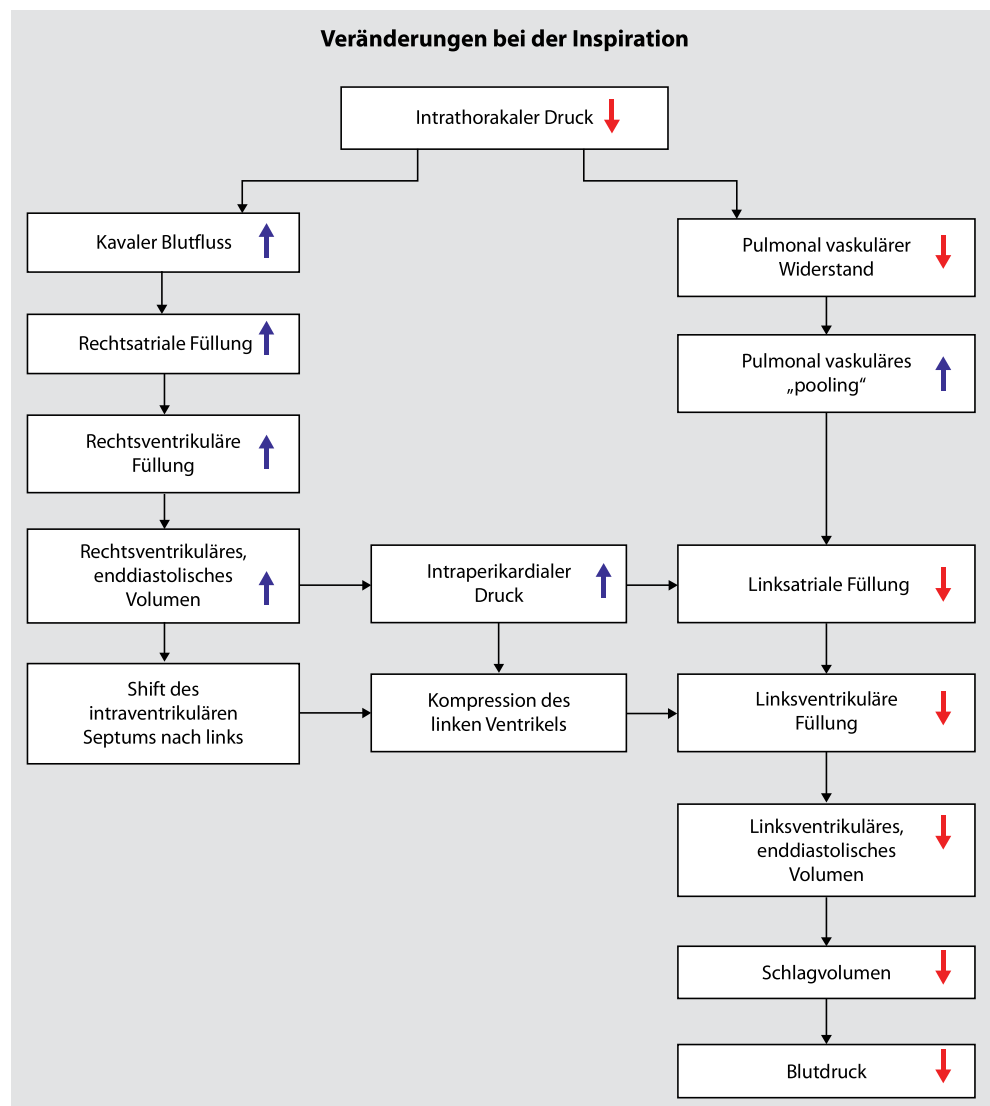 Veränderungen bei der Inspiration
Intrathorakaler Druck
Kavaler Blutfluss
Rechtsatriale Füllung
Rechtsventrikuläre
Füllung
Rechtsventrikuläres,
enddiastolisches
Volumen
Shift des
intraventrikulären
Septums nach links
Intraperikardialer
Druck
Kompression des
linken Ventrikels
Pulmonal vaskulärer
Widerstand
Pulmonal vaskuläres
„pooling“
Linksatriale Füllung
Linksventrikuläre
Füllung
Linksventrikuläres,
enddiastolisches
Volumen
Schlagvolumen
Blutdruck